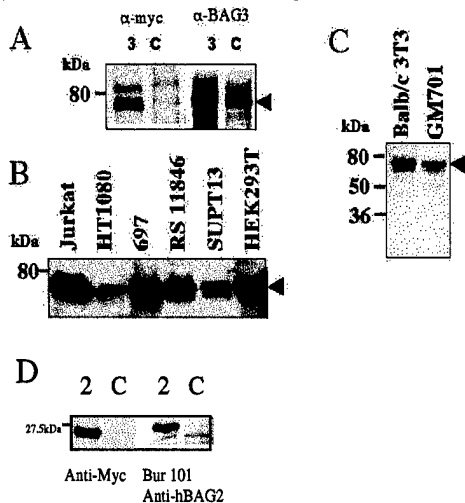 A
α-myc α-BAG3
3 C 3 C
kDa
80
B
Jurkat
HT1080
697
RS 11846
SUPT13
HEK293T
kDa
80
C
Balb/c 3T3
GM701
kDa
80
50
36
D
2 C 2 C
27.5kDa
Anti-Myc Bur 101
Anti-hBAG2